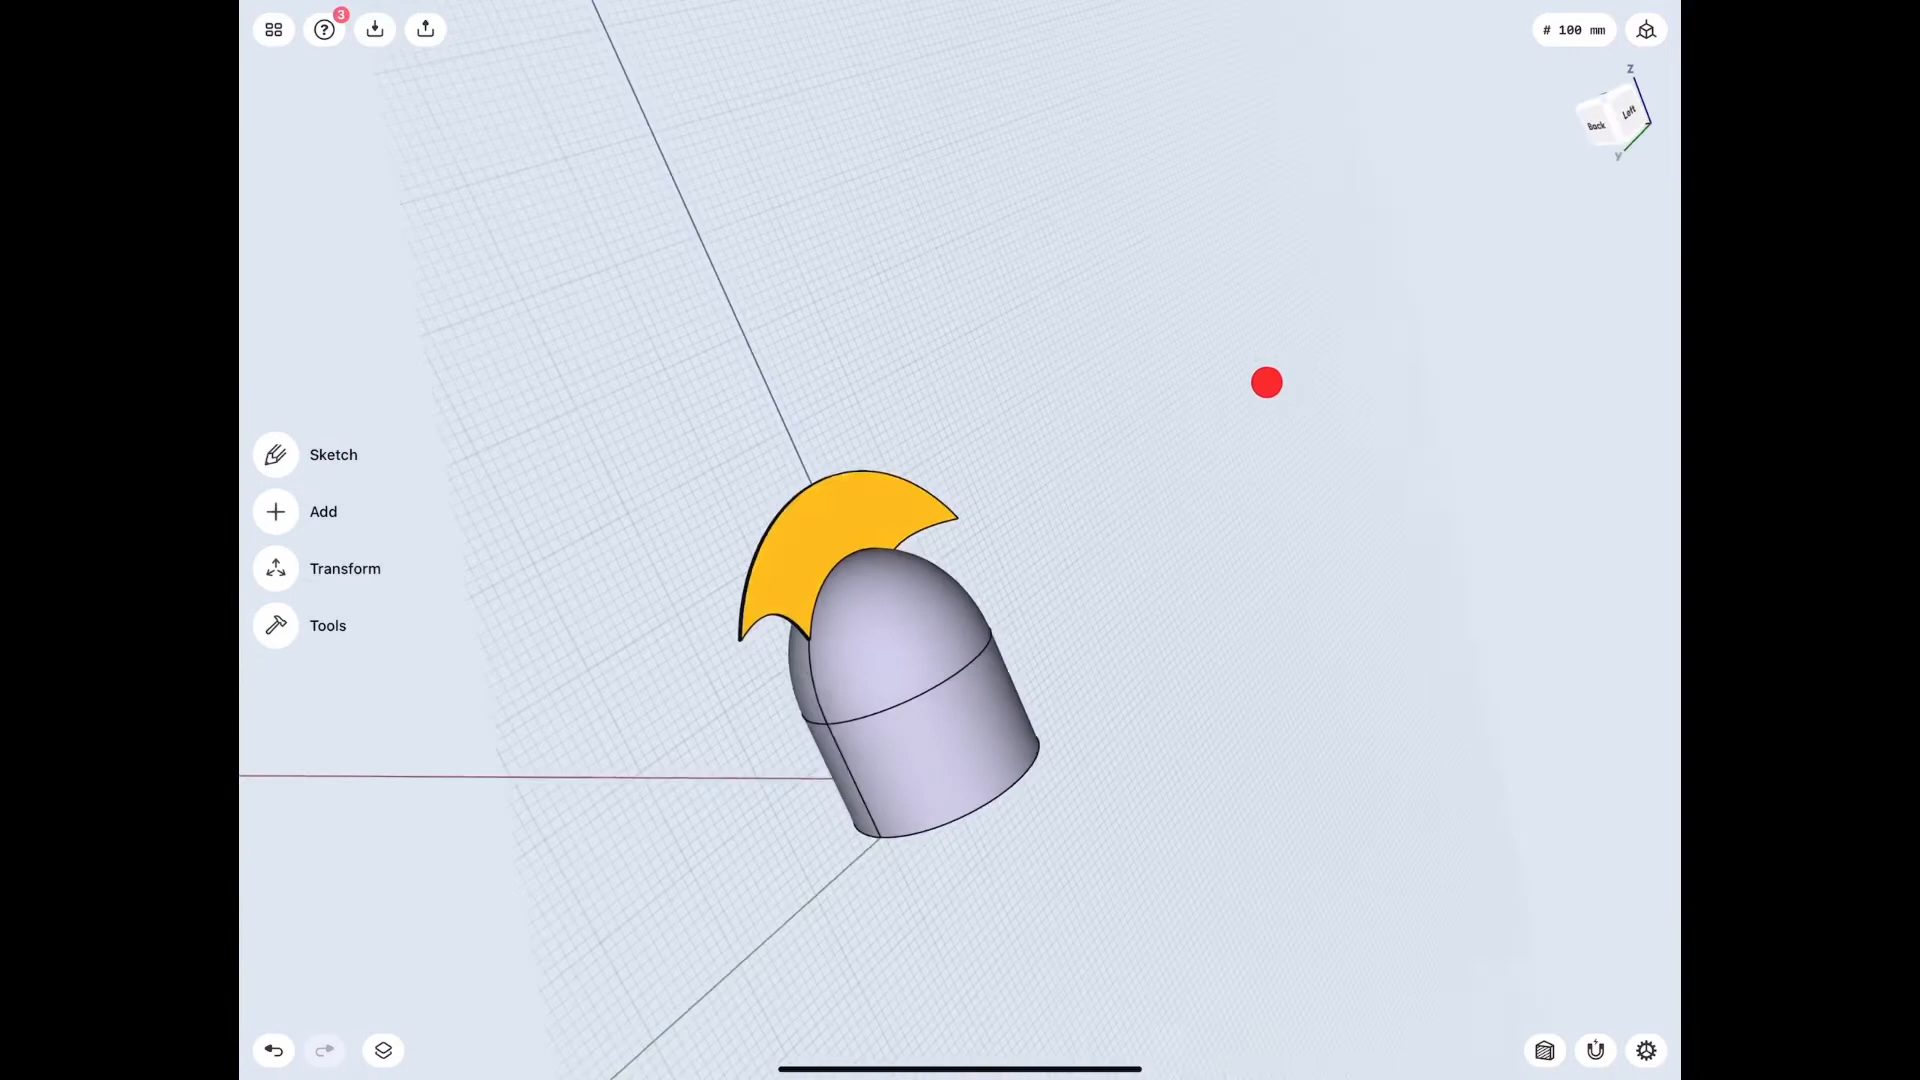 3
# 100 mm
Z
Back
Left
Y
Sketch
Add
Transform
Tools